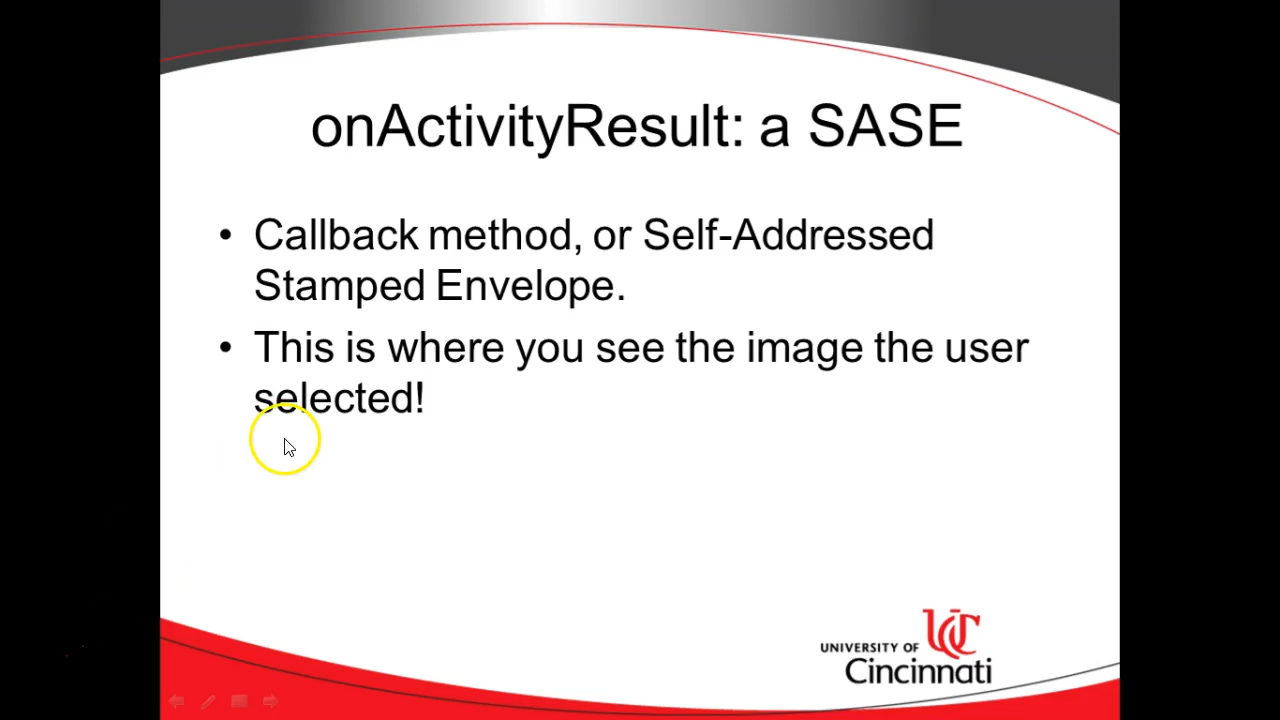 onActivityResult: a SASE
• Callback method, or Self-Addressed
Stamped Envelope.
• This is where you see the image the user
selected!
UC
UNIVERSITY OF
Cincinnati